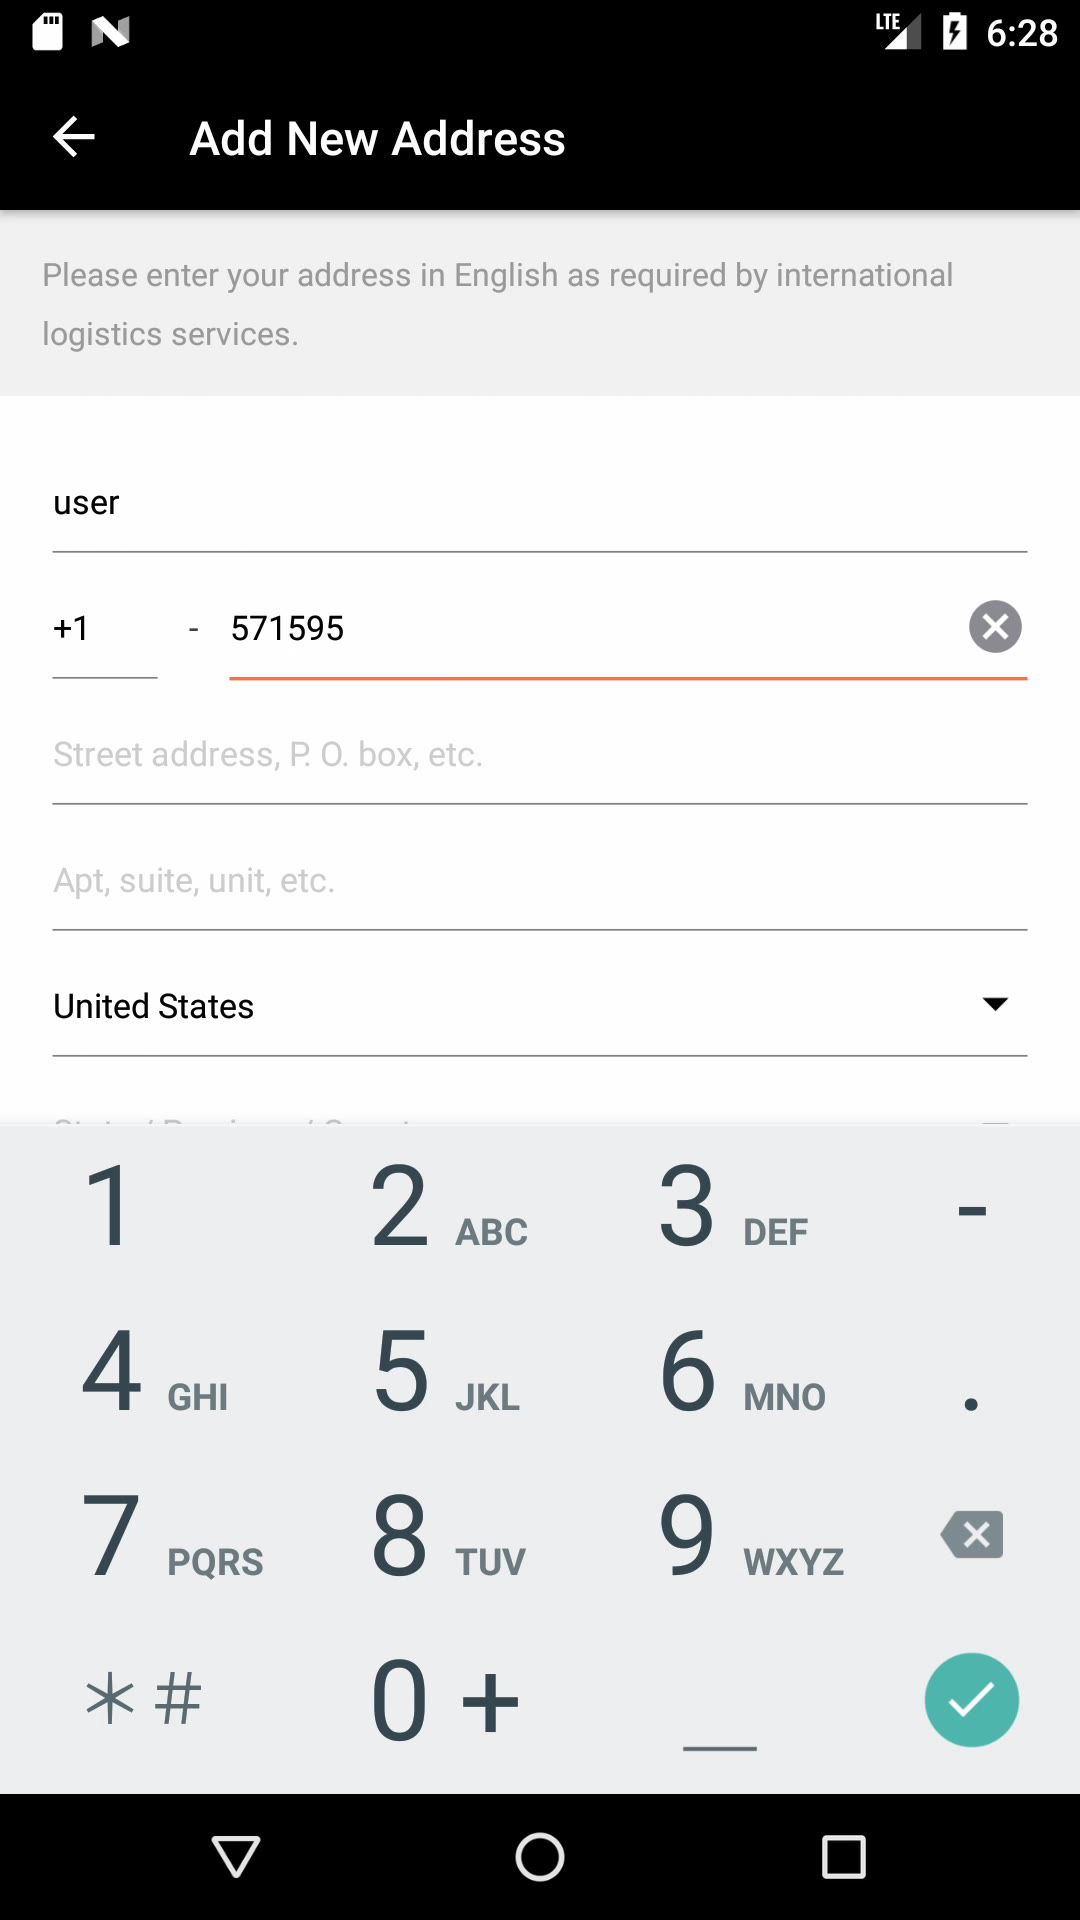 LTE 6:28
Add New Address
Please enter your address in English as required by international
logistics services.
user
+1 - 571595
Street address, P. O. box, etc.
Apt, suite, unit, etc.
United States
1 2 ABC 3 DEF -
4 GHI 5 JKL 6 MNO .
7 PQRS 8 TUV 9 WXYZ
*# 0 + _